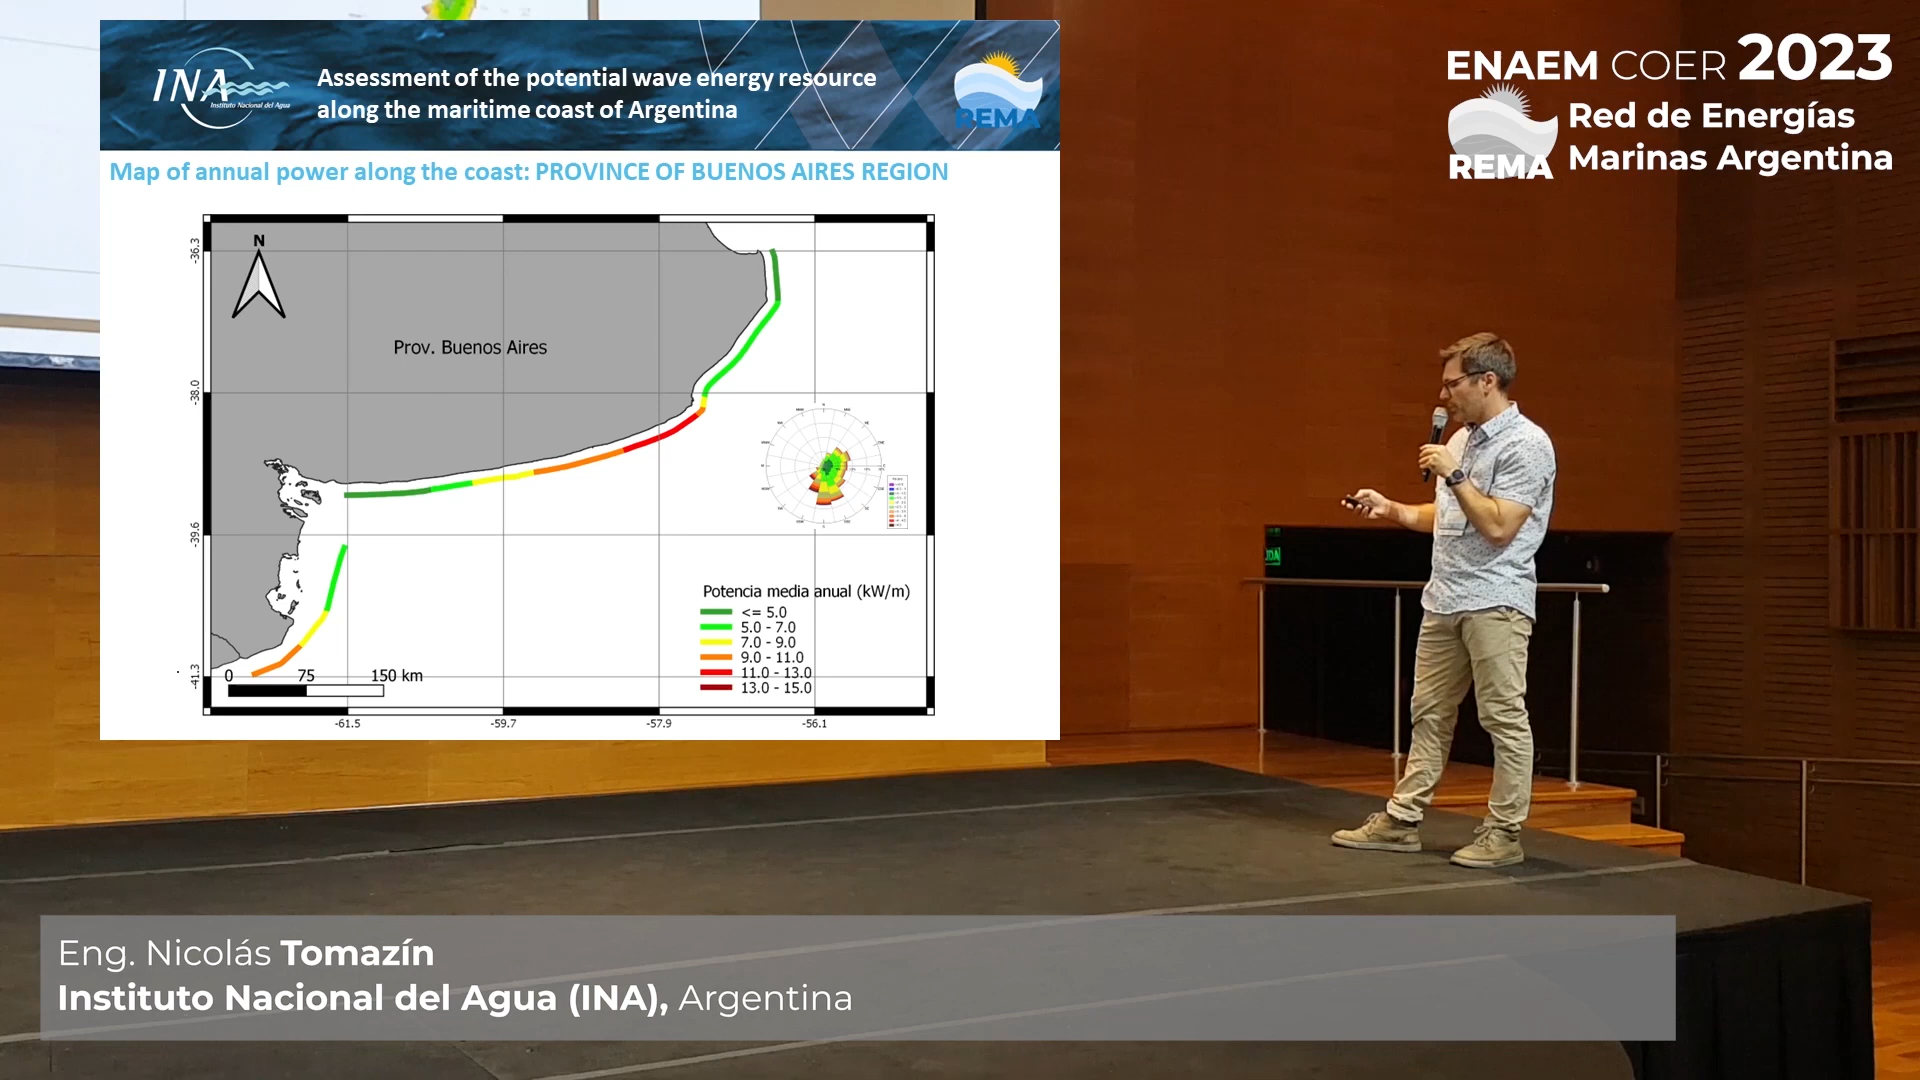 INA
Instituto Nacional del Agua
Assessment of the potential wave energy resource
along the maritime coast of Argentina
REMA
Map of annual power along the coast: PROVINCE OF BUENOS AIRES REGION
N
Prov. Buenos Aires
-36.3
-38.0
-39.6
-41.3
-61.5
-59.7
-57.9
-56.1
0 75 150 km
Potencia media anual (kW/m)
<= 5.0
5.0 - 7.0
7.0 - 9.0
9.0 - 11.0
11.0 - 13.0
13.0 - 15.0
ENAEM COER 2023
REMA
Red de Energías
Marinas Argentina
Eng. Nicolás Tomazín
Instituto Nacional del Agua (INA), Argentina